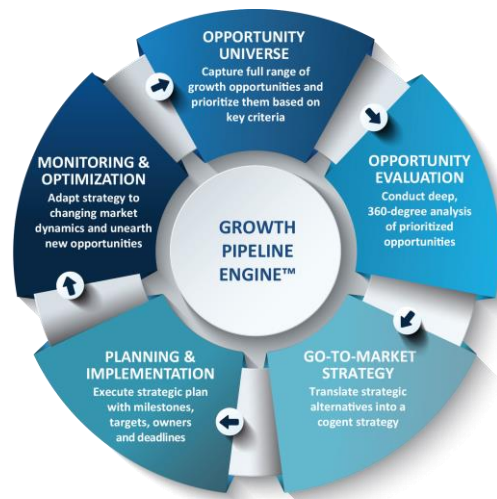 OPPORTUNITY
UNIVERSE
Capture full range of
growth opportunities and
prioritize them based on
key criteria
OPPORTUNITY
EVALUATION
Conduct deep,
360-degree analysis
of prioritized
opportunities
GO-TO-MARKET
STRATEGY
Translate strategic
alternatives into a
cogent strategy
PLANNING &
IMPLEMENTATION
Execute strategic plan
with milestones,
targets, owners
and deadlines
MONITORING &
OPTIMIZATION
Adapt strategy to
changing market
dynamics and unearth
new opportunities
GROWTH
PIPELINE
ENGINE™